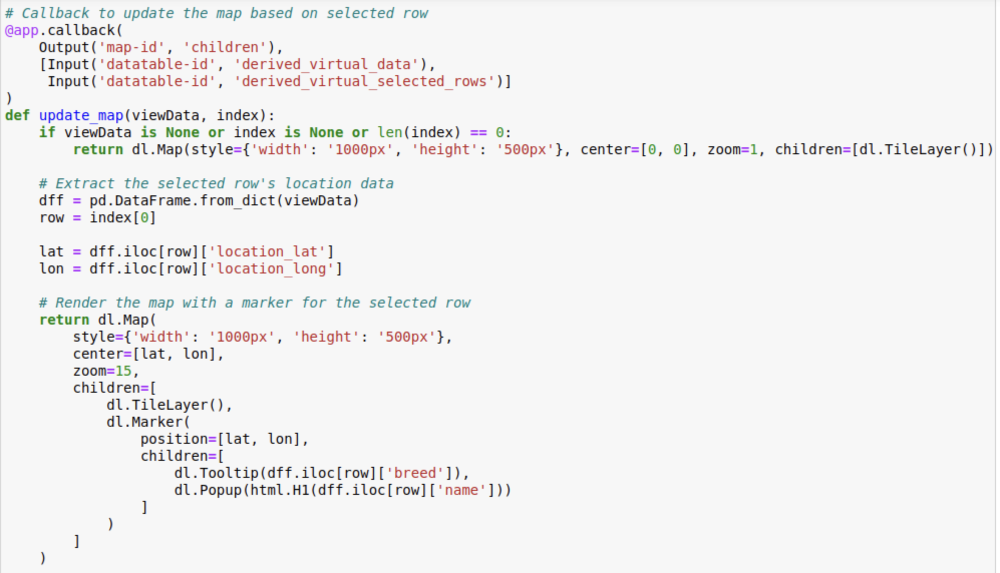 # Callback to update the map based on selected row
@app.callback(
    Output('map-id', 'children'),
    [Input('datatable-id', 'derived_virtual_data'),
     Input('datatable-id', 'derived_virtual_selected_rows')]
)
def update_map(viewData, index):
    if viewData is None or index is None or len(index) == 0:
        return dl.Map(style={'width': '1000px', 'height': '500px'}, center=[0, 0], zoom=1, children=[dl.TileLayer()])

    # Extract the selected row's location data
    dff = pd.DataFrame.from_dict(viewData)
    row = index[0]

    lat = dff.iloc[row]['location_lat']
    lon = dff.iloc[row]['location_long']

    # Render the map with a marker for the selected row
    return dl.Map(
        style={'width': '1000px', 'height': '500px'},
        center=[lat, lon],
        zoom=15,
        children=[
            dl.TileLayer(),
            dl.Marker(
                position=[lat, lon],
                children=[
                    dl.Tooltip(dff.iloc[row]['breed']),
                    dl.Popup(html.H1(dff.iloc[row]['name']))
                ]
            )
        ]
    )